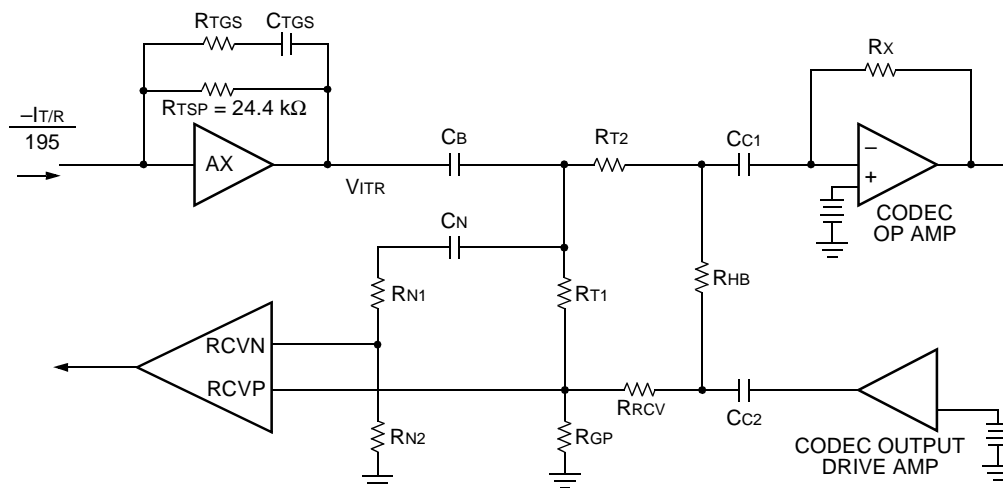 RTGS
CTGS
RX
RTSP = 24.4 kΩ
–IT/R
195
AX
CB
RT2
CC1
–
+
VITR
CODEC
OP AMP
CN
RHB
RN1
RT1
RCVN
RCVP
RRCV
CC2
RN2
RGP
CODEC OUTPUT
DRIVE AMP